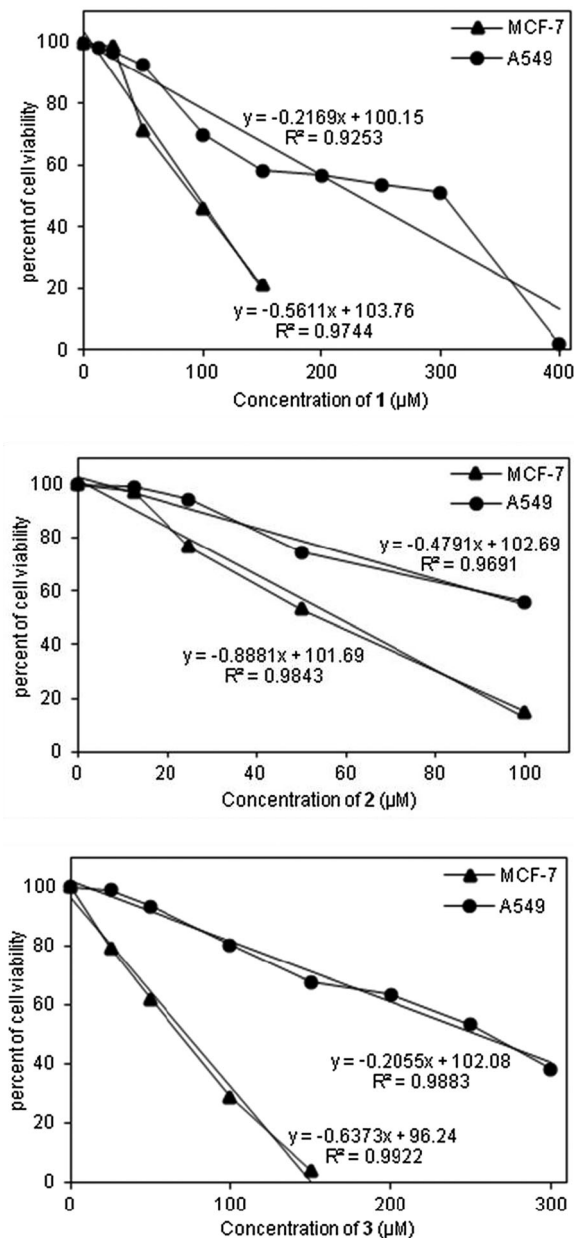 MCF-7
A549
100
80
60
40
20
0
percent of cell viability
y = -0.2169x + 100.15
R² = 0.9253
y = -0.5611x + 103.76
R² = 0.9744
0 100 200 300 400
Concentration of 1 (µM)
MCF-7
A549
100
80
60
40
20
0
percent of cell viability
y = -0.4791x + 102.69
R² = 0.9691
y = -0.8881x + 101.69
R² = 0.9843
0 20 40 60 80 100
Concentration of 2 (µM)
MCF-7
A549
100
80
60
40
20
0
percent of cell viability
y = -0.2055x + 102.08
R² = 0.9883
y = -0.6373x + 96.24
R² = 0.9922
0 100 200 300
Concentration of 3 (µM)